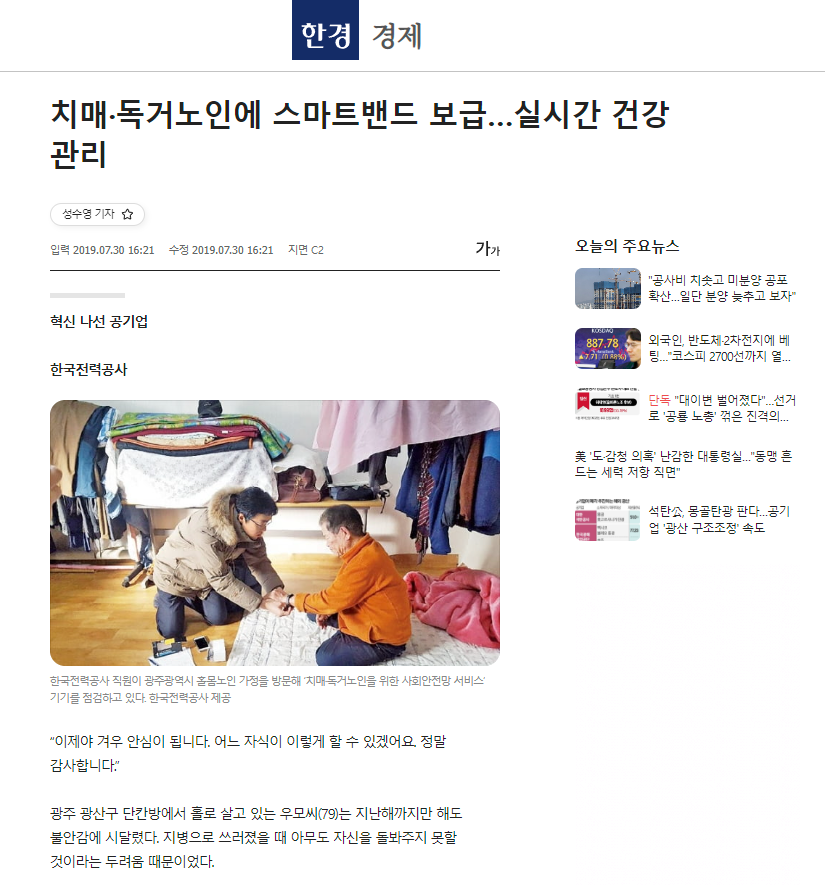 한경 경제
치매·독거노인에 스마트밴드 보급...실시간 건강
관리
성수영 기자
입력 2019.07.30 16:21 수정 2019.07.30 16:21 지면 C2
가가
혁신 나선 공기업
한국전력공사
한국전력공사 직원이 광주광역시 홀몸노인 가정을 방문해 ‘치매·독거노인을 위한 사회안전망 서비스’
기기를 점검하고 있다. 한국전력공사 제공
“이제야 겨우 안심이 됩니다. 어느 자식이 이렇게 할 수 있겠어요. 정말
감사합니다.”
광주 광산구 단칸방에서 홀로 살고 있는 우모씨(79)는 지난해까지만 해도
불안감에 시달렸다. 지병으로 쓰러졌을 때 아무도 자신을 돌봐주지 못할
것이라는 두려움 때문이었다.
오늘의 주요뉴스
"공사비 치솟고 미분양 공포
확산...일단 분양 늦추고 보자"
KOSDAQ
887.78
▲7.71 (0.88%)
외국인, 반도체·2차전지에 베
팅..."코스피 2700선까지 열...
단독 "대이변 벌어졌다"...선거
로 '공룡 노총' 꺾은 진격의...
美 '도·감청 의혹' 난감한 대통령실..."동맹 흔
드는 세력 저항 직면"
석탄公, 몽골탄광 판다...공기
업 '광산 구조조정' 속도